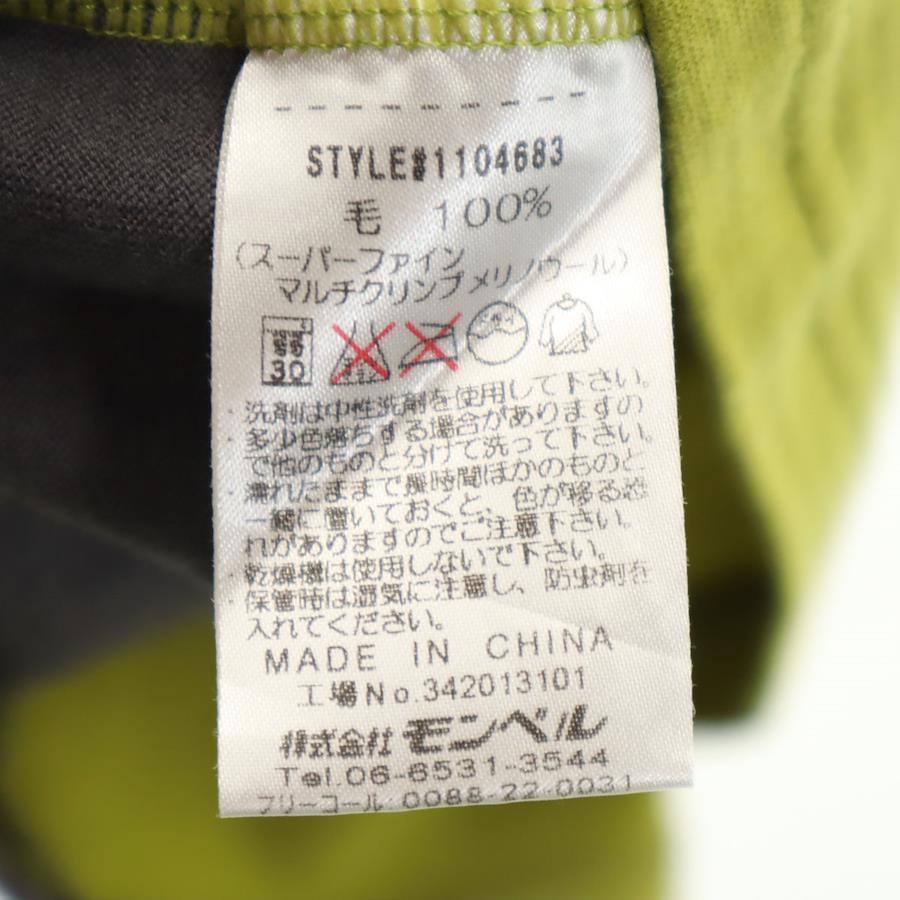 STYLE#1104683
毛 100%
(スーパーファイン
マルチクリンプメリノウール)
弱
30
エンソ
サラシ
・洗剤は中性洗剤を使用して下さい。
・多少色落ちする場合がありますの
で他のものと分けて洗って下さい。
・濡れたままで長時間ほかのものと
一緒に置いておくと、色が移る恐
れがありますのでご注意下さい。
・乾燥機は使用しないで下さい。
・保管時は湿気に注意し、防虫剤を
入れてください。
MADE IN CHINA
工場No.342013101
株式会社モンベル
Tel.06-6531-3544
フリーコール 0088-22-0031